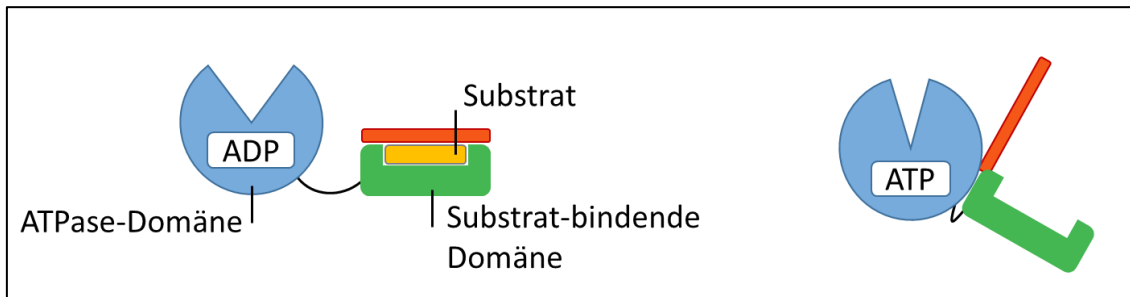 Substrat
ADP
ATP
ATPase-Domäne
Substrat-bindende
Domäne